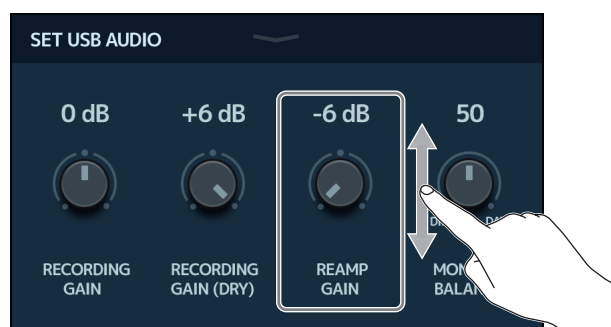 SET USB AUDIO
0 dB
+6 dB
-6 dB
50
RECORDING
GAIN
RECORDING
GAIN (DRY)
REAMP
GAIN